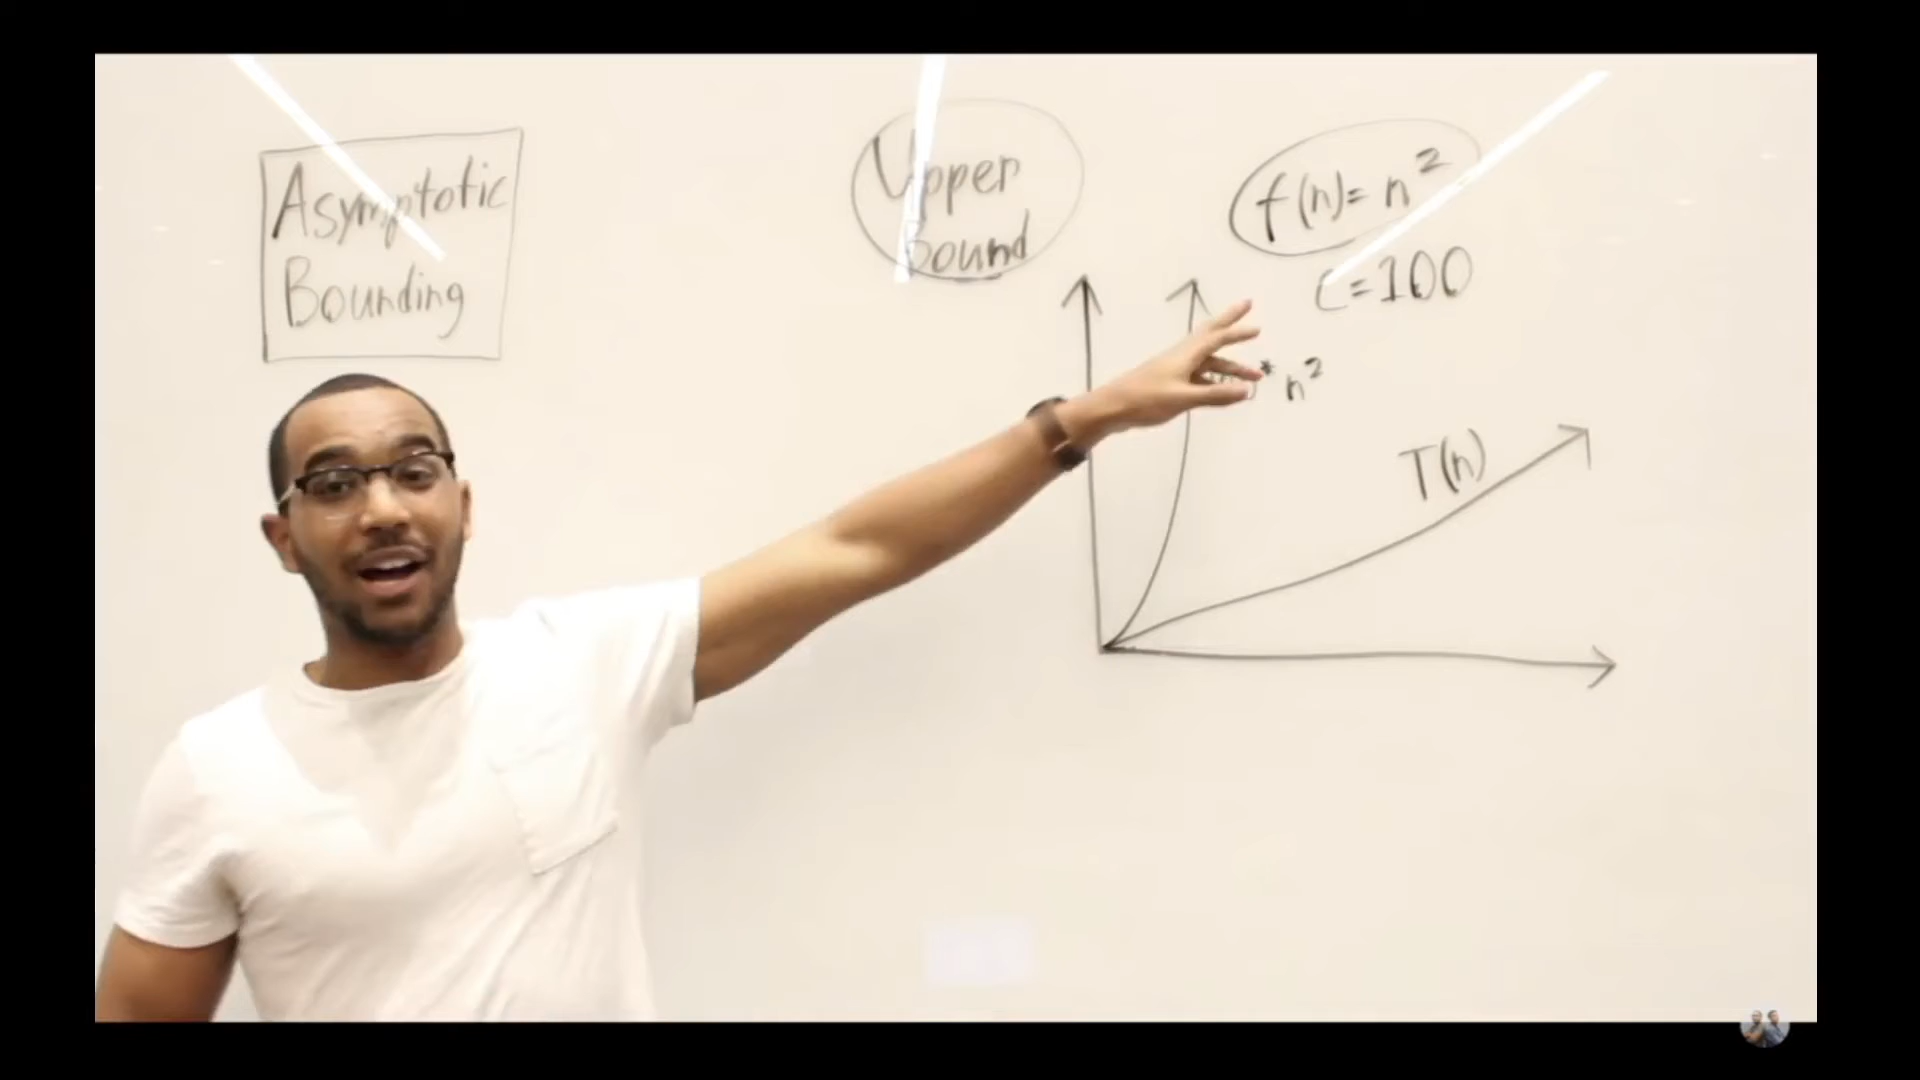 Asymptotic
Bounding
Upper
Bound
f(n)= n²
C=100
* n²
T(n)